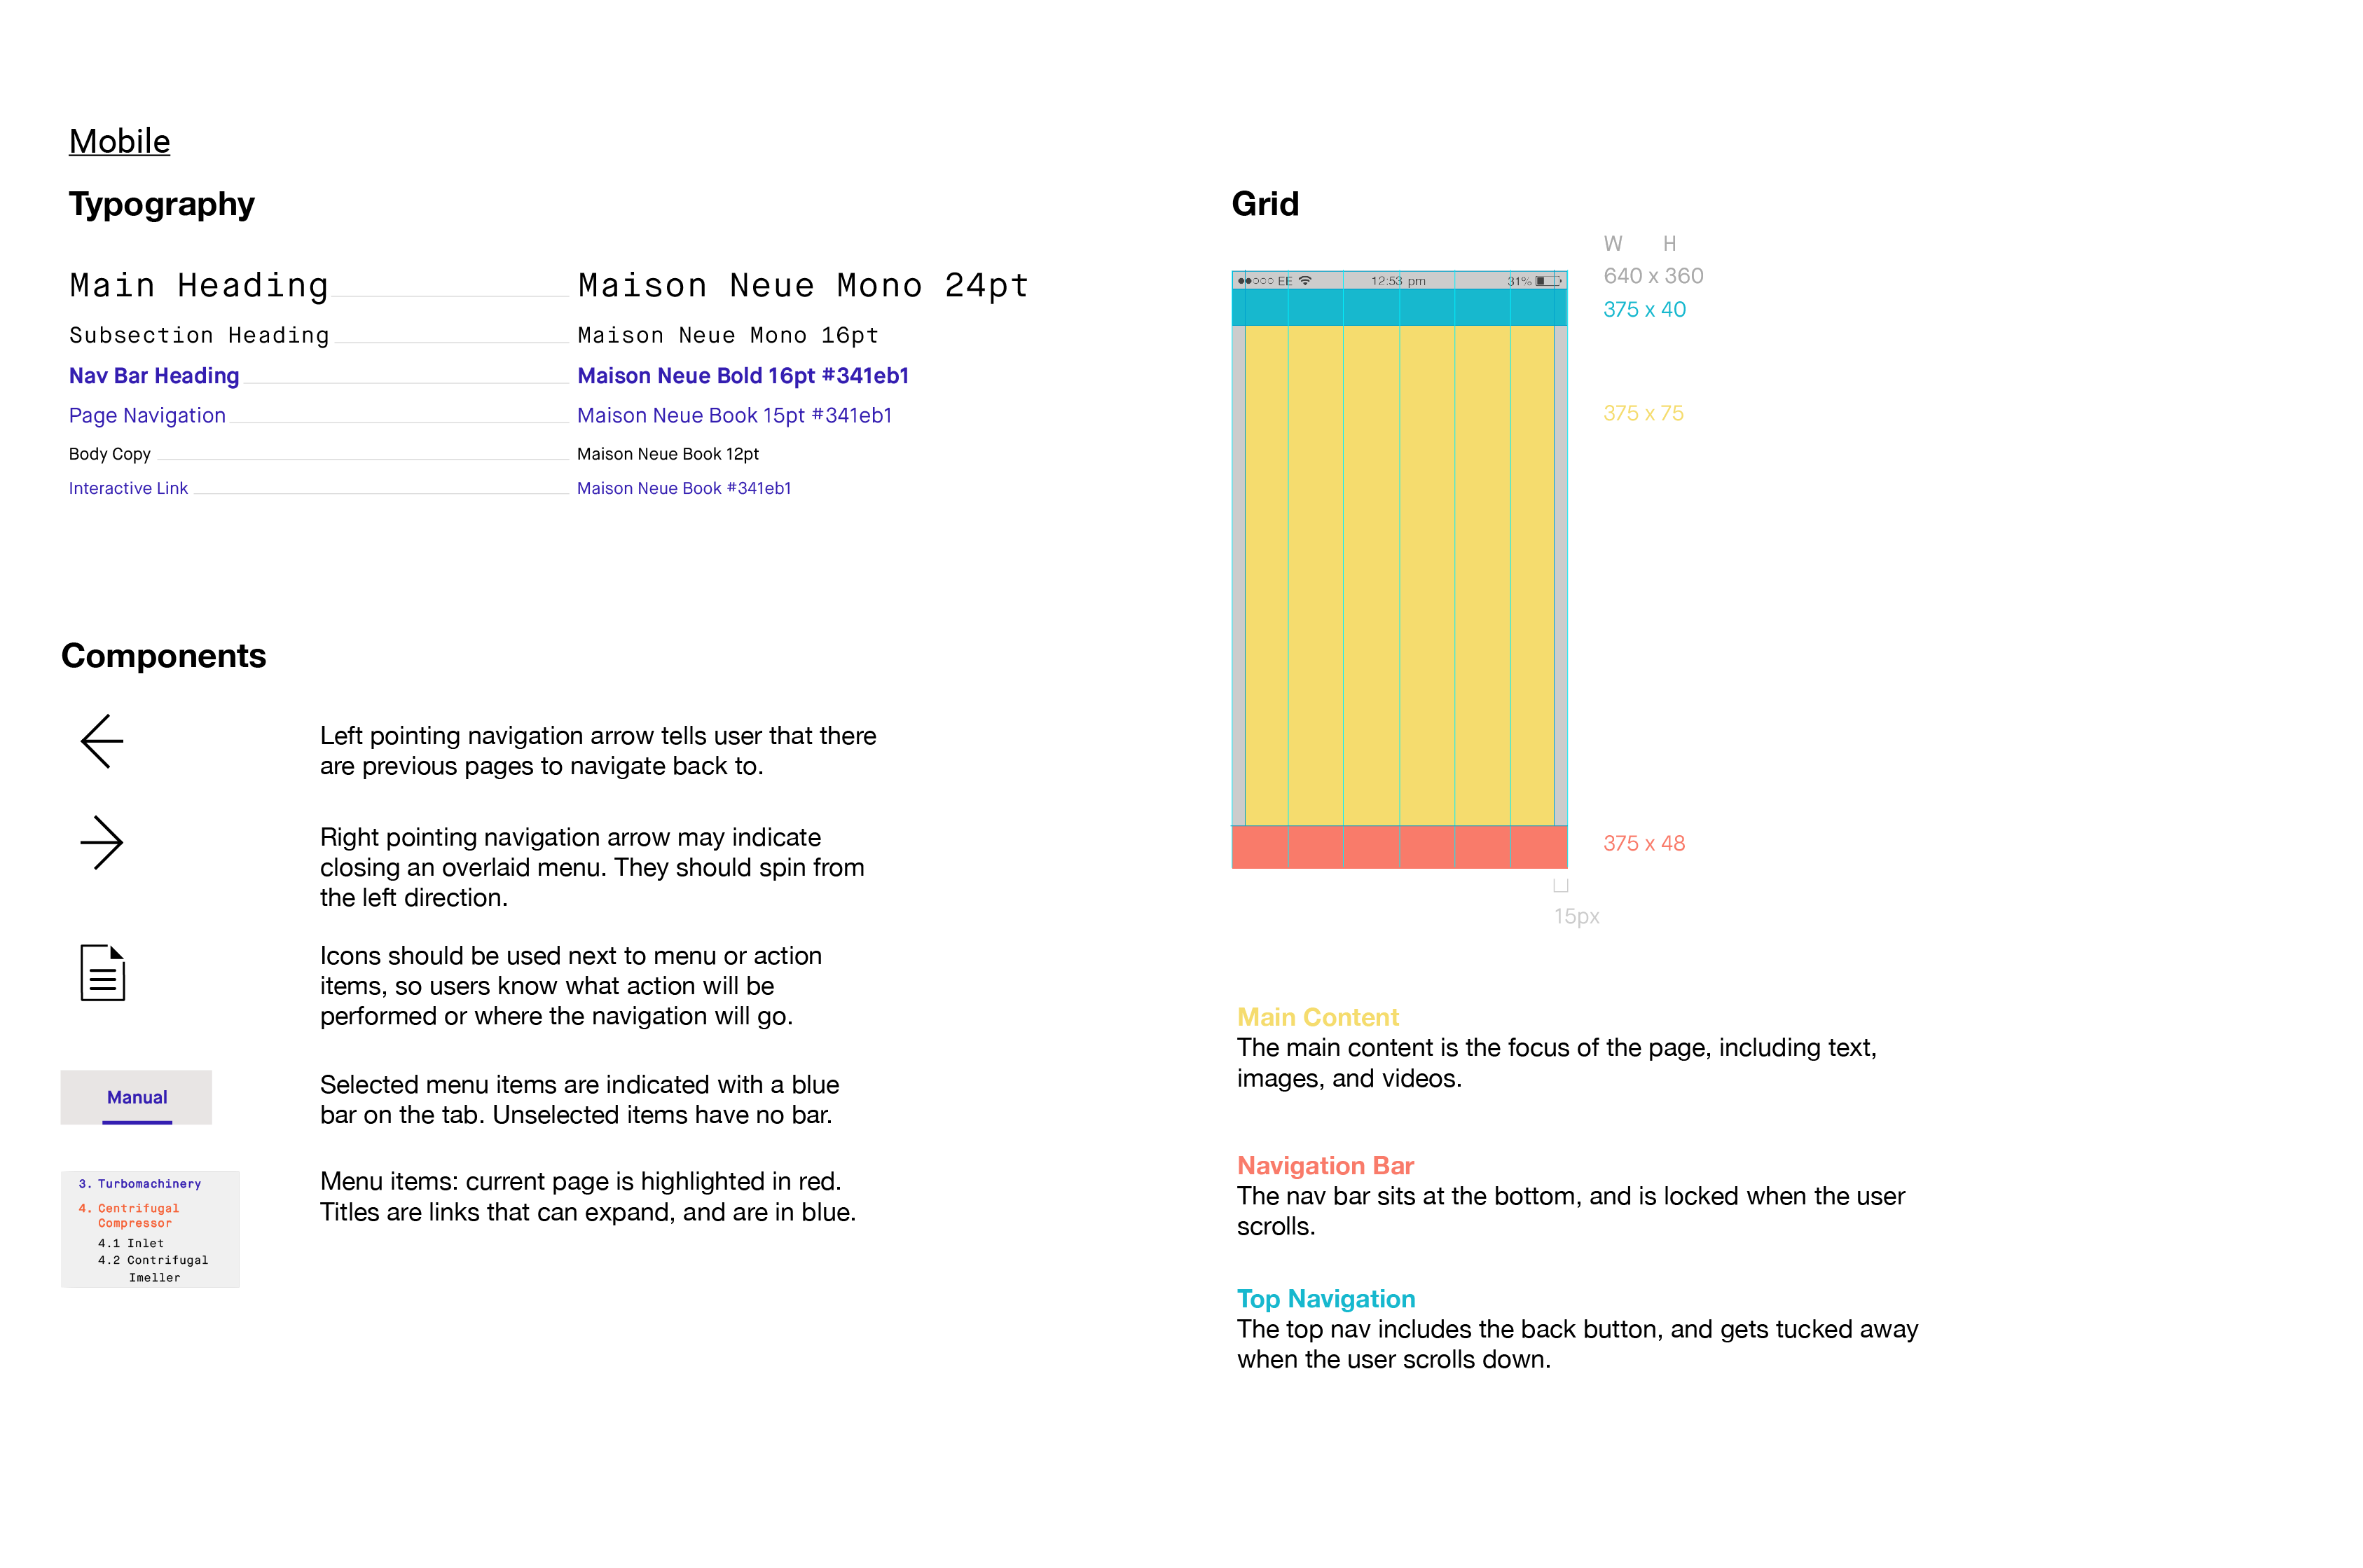 Mobile
Typography
Main Heading Maison Neue Mono 24pt
Subsection Heading Maison Neue Mono 16pt
Nav Bar Heading Maison Neue Bold 16pt #341eb1
Page Navigation Maison Neue Book 15pt #341eb1
Body Copy Maison Neue Book 12pt
Interactive Link Maison Neue Book #341eb1
Components
Left pointing navigation arrow tells user that there
are previous pages to navigate back to.
Right pointing navigation arrow may indicate
closing an overlaid menu. They should spin from
the left direction.
Icons should be used next to menu or action
items, so users know what action will be
performed or where the navigation will go.
Manual
Selected menu items are indicated with a blue
bar on the tab. Unselected items have no bar.
3. Turbomachinery
4. Centrifugal
Compressor
4.1 Inlet
4.2 Contrifugal
Imeller
Menu items: current page is highlighted in red.
Titles are links that can expand, and are in blue.
Grid
W H
640 x 360
EE 12:53 pm 31%
375 x 40
375 x 75
375 x 48
15px
Main Content
The main content is the focus of the page, including text,
images, and videos.
Navigation Bar
The nav bar sits at the bottom, and is locked when the user
scrolls.
Top Navigation
The top nav includes the back button, and gets tucked away
when the user scrolls down.